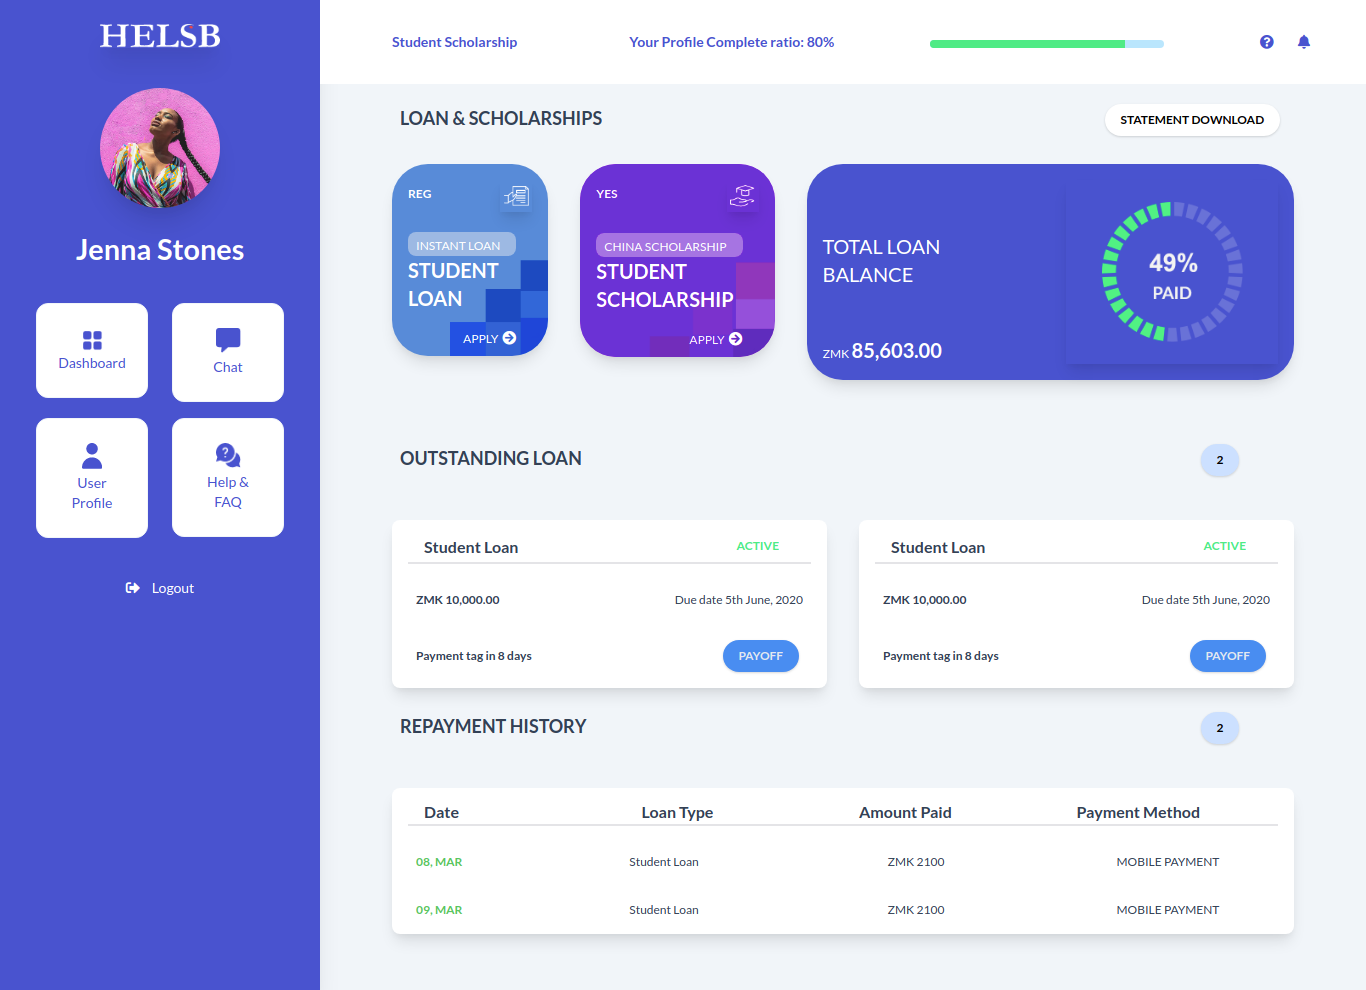 HELSB
Jenna Stones
Dashboard
Chat
User
Profile
Help &
FAQ
Logout
Student Scholarship
Your Profile Complete ratio: 80%
LOAN & SCHOLARSHIPS
STATEMENT DOWNLOAD
REG
INSTANT LOAN
STUDENT
LOAN
APPLY
YES
CHINA SCHOLARSHIP
STUDENT
SCHOLARSHIP
APPLY
TOTAL LOAN
BALANCE
ZMK 85,603.00
49%
PAID
OUTSTANDING LOAN
2
Student Loan
ACTIVE
ZMK 10,000.00
Due date 5th June, 2020
Payment tag in 8 days
PAYOFF
Student Loan
ACTIVE
ZMK 10,000.00
Due date 5th June, 2020
Payment tag in 8 days
PAYOFF
REPAYMENT HISTORY
2
Date Loan Type Amount Paid Payment Method
08, MAR Student Loan ZMK 2100 MOBILE PAYMENT
09, MAR Student Loan ZMK 2100 MOBILE PAYMENT